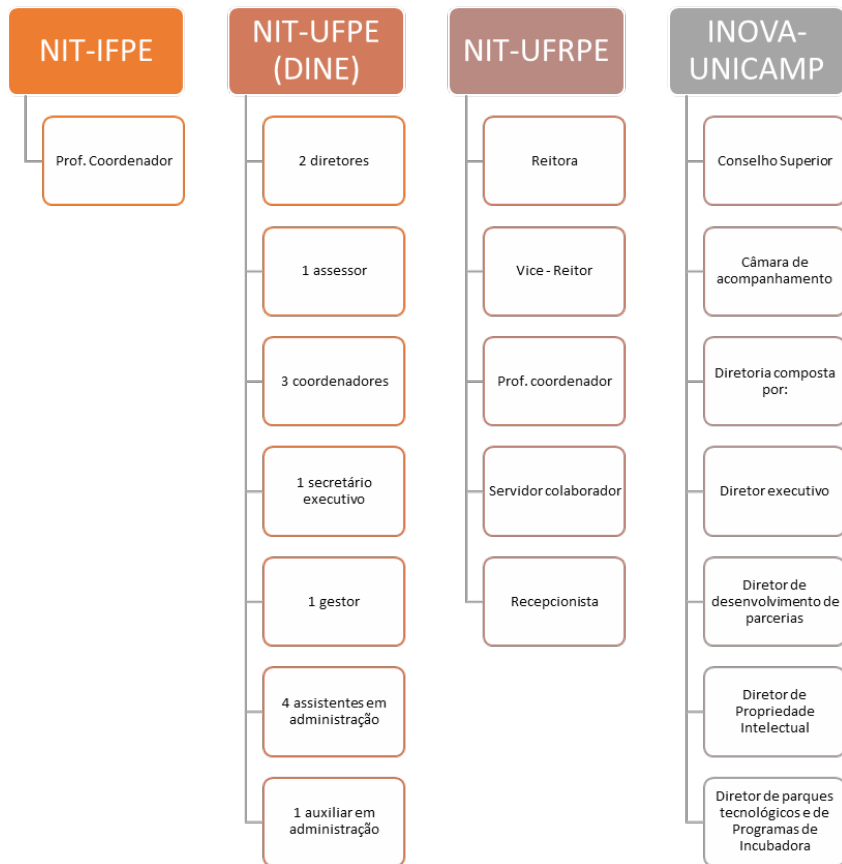 NIT-IFPE
Prof. Coordenador
NIT-UFPE
(DINE)
2 diretores
1 assessor
3 coordenadores
1 secretário
executivo
1 gestor
4 assistentes em
administração
1 auxiliar em
administração
NIT-UFRPE
Reitora
Vice - Reitor
Prof. coordenador
Servidor colaborador
Recepcionista
INOVA-
UNICAMP
Conselho Superior
Câmara de
acompanhamento
Diretoria composta
por:
Diretor executivo
Diretor de
desenvolvimento de
parcerias
Diretor de
Propriedade
Intelectual
Diretor de parques
tecnológicos e de
Programas de
Incubadora